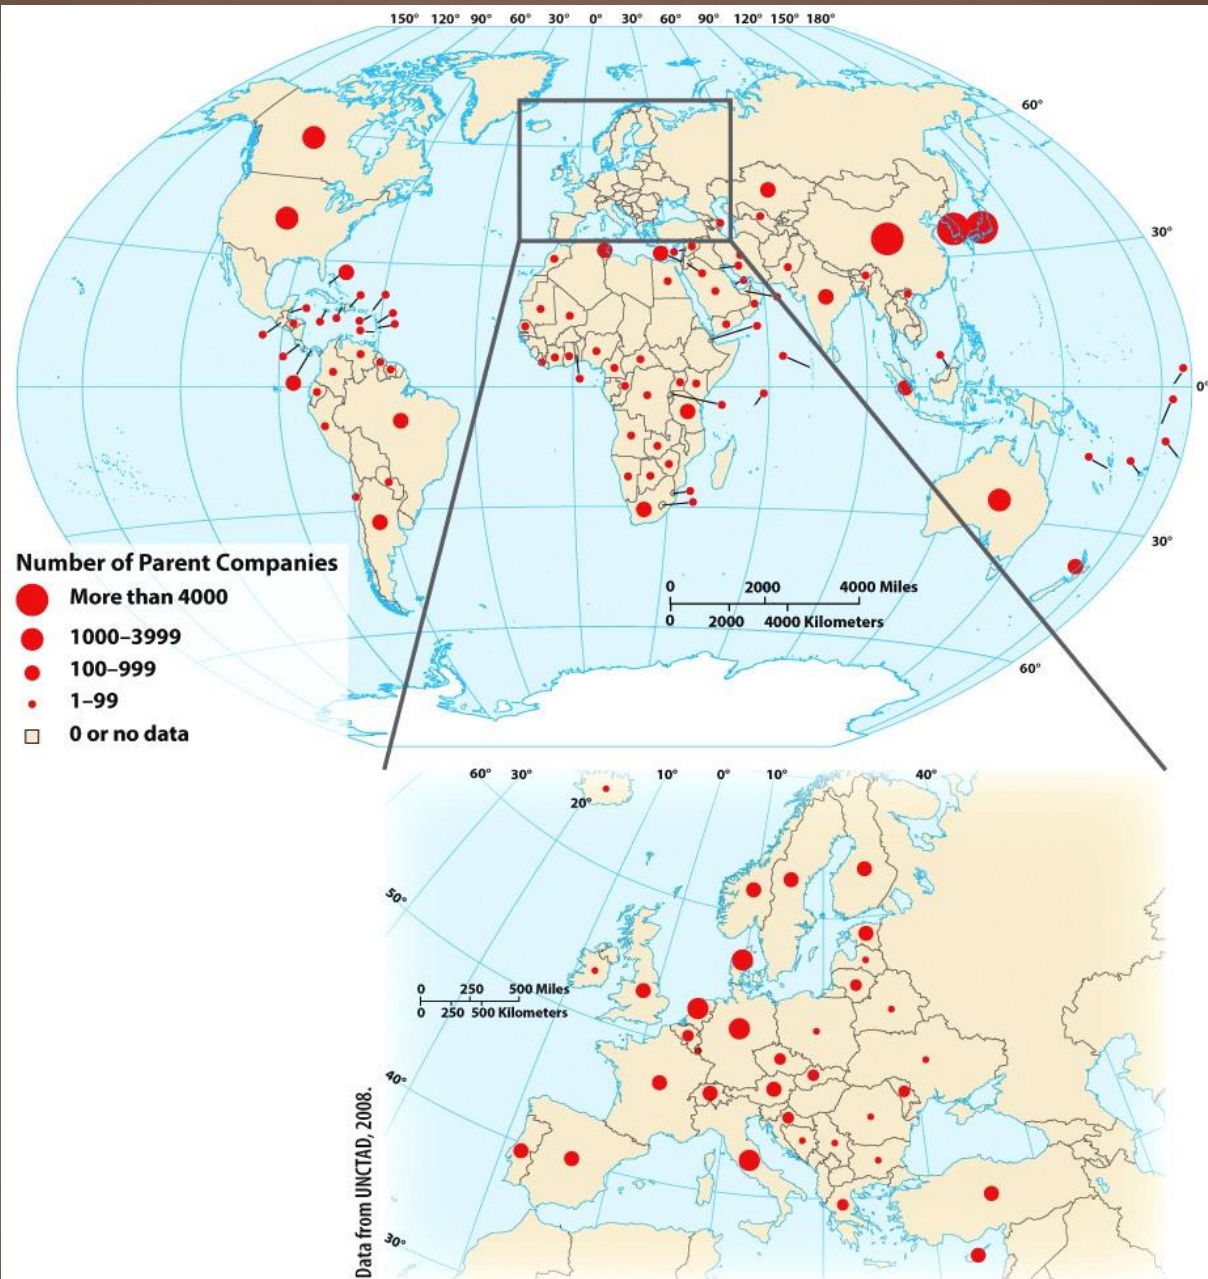 150° 120° 90° 60° 30° 0° 30° 60° 90° 120° 150° 180°
60°
30°
0°
30°
60°
0 2000 4000 Miles
0 2000 4000 Kilometers
Number of Parent Companies
More than 4000
1000–3999
100–999
1–99
0 or no data
60° 30° 10° 0° 10° 40°
20°
50°
40°
30°
0 250 500 Miles
0 250 500 Kilometers
Data from UNCTAD, 2008.